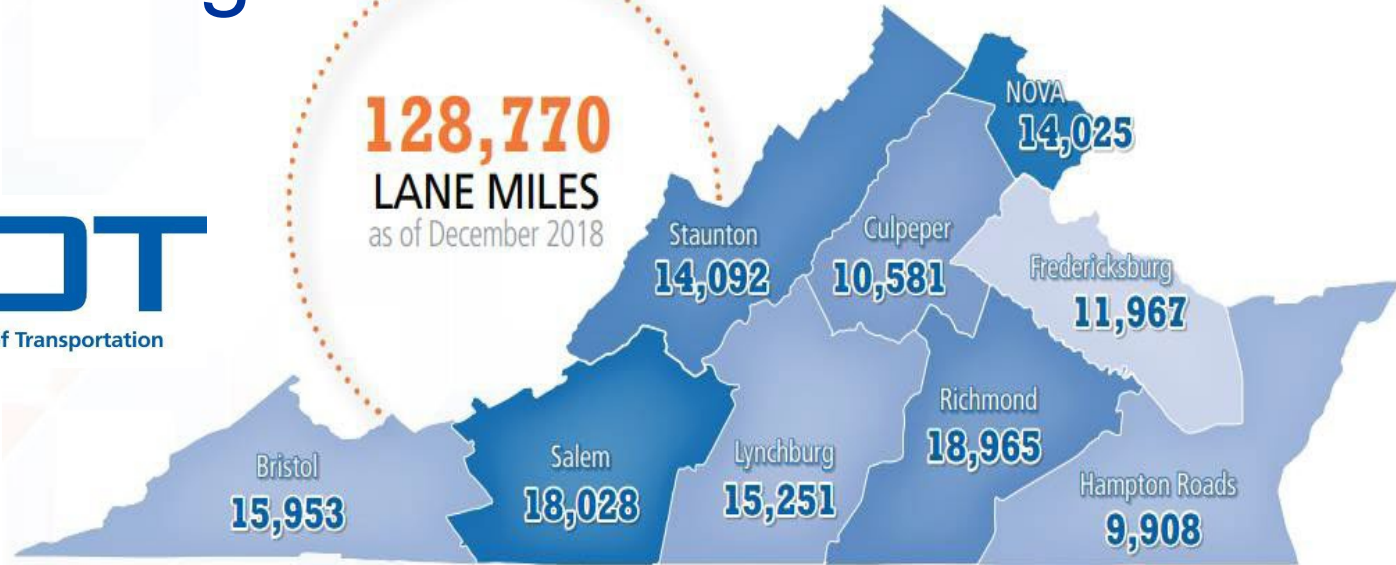 128,770
LANE MILES
as of December 2018
NOVA
14,025
Staunton
14,092
Culpeper
10,581
Fredericksburg
11,967
of Transportation
Richmond
18,965
Bristol
15,953
Salem
18,028
Lynchburg
15,251
Hampton Roads
9,908